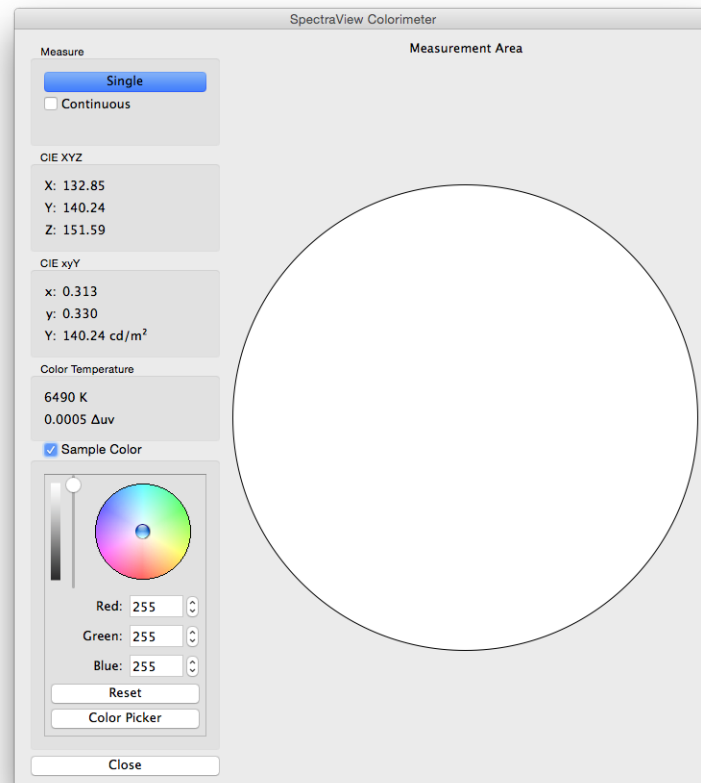 SpectraView Colorimeter
Measure
Single
Continuous
CIE XYZ
X: 132.85
Y: 140.24
Z: 151.59
CIE xyY
x: 0.313
y: 0.330
Y: 140.24 cd/m²
Color Temperature
6490 K
0.0005 Δuv
Sample Color
Red: 255
Green: 255
Blue: 255
Reset
Color Picker
Close
Measurement Area